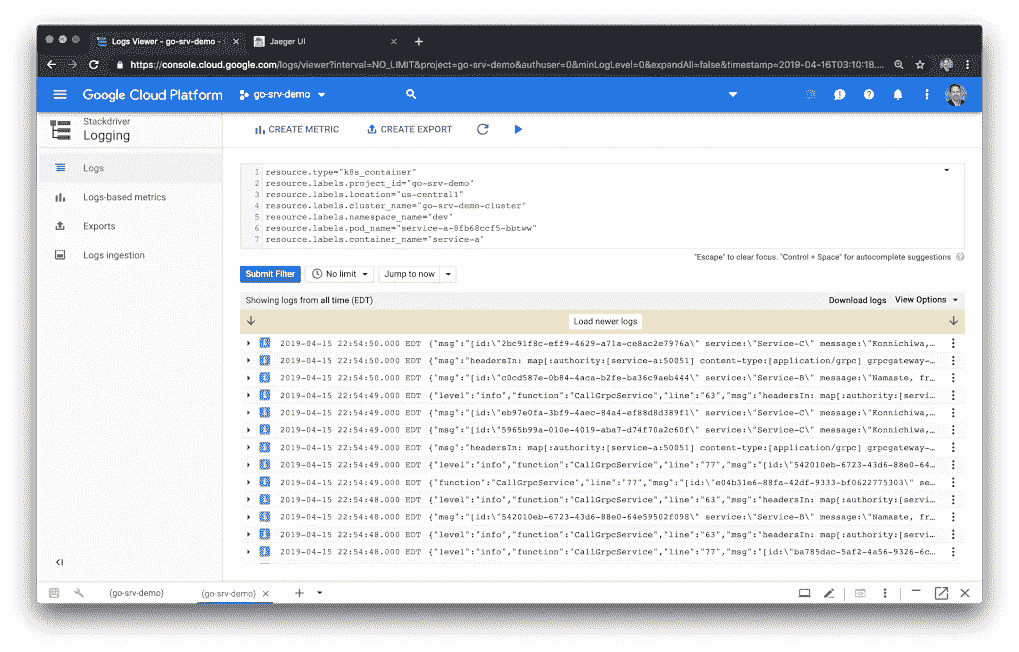 Logs Viewer - go-srv-demo -
Jaeger UI
https://console.cloud.google.com/logs/viewer?interval=NO_LIMIT&project=go-srv-demo&authuser=0&minLogLevel=0&expandAll=false&timestamp=2019-04-16T03:10:18....
Google Cloud Platform go-srv-demo
Stackdriver
Logging
CREATE METRIC CREATE EXPORT
Logs
Logs-based metrics
Exports
Logs ingestion
1 resource.type="k8s_container"
2 resource.labels.project_id="go-srv-demo"
3 resource.labels.location="us-central1"
4 resource.labels.cluster_name="go-srv-demo-cluster"
5 resource.labels.namespace_name="dev"
6 resource.labels.pod_name="service-a-8fb68ccf5-bbtww"
7 resource.labels.container_name="service-a"
"Escape" to clear focus. "Control + Space" for autocomplete suggestions
Submit Filter No limit Jump to now
Showing logs from all time (EDT) Download logs View Options
Load newer logs
2019-04-15 22:54:50.000 EDT {"msg":"[id:\"2bc91f8c-eff9-4629-a71a-ce8ac2e7976a\" service:\"Service-C\" message:\"Konnichiwa,…
2019-04-15 22:54:50.000 EDT {"msg":"headersIn: map[:authority:[service-a:50051] content-type:[application/grpc] grpcgateway-…
2019-04-15 22:54:50.000 EDT {"msg":"[id:\"c0cd587e-0b84-4aca-b2fe-ba36c9aeb444\" service:\"Service-B\" message:\"Namaste, fr…
2019-04-15 22:54:49.000 EDT {"level":"info","function":"CallGrpcService","line":"63","msg":"headersIn: map[:authority:[servi…
2019-04-15 22:54:49.000 EDT {"msg":"[id:\"eb97e0fa-3bf9-4aec-84a4-ef88d8d389f1\" service:\"Service-C\" message:\"Konnichiwa,…
2019-04-15 22:54:49.000 EDT {"msg":"[id:\"5965b99a-010e-4019-aba7-d74f70a2c60f\" service:\"Service-C\" message:\"Konnichiwa,…
2019-04-15 22:54:49.000 EDT {"msg":"headersIn: map[:authority:[service-a:50051] content-type:[application/grpc] grpcgateway-…
2019-04-15 22:54:49.000 EDT {"level":"info","function":"CallGrpcService","line":"77","msg":"[id:\"542010eb-6723-43d6-88e0-64…
2019-04-15 22:54:49.000 EDT {"function":"CallGrpcService","line":"77","msg":"[id:\"e04b31e6-88fa-42df-9333-bf0622775303\" se…
2019-04-15 22:54:48.000 EDT {"level":"info","function":"CallGrpcService","line":"63","msg":"headersIn: map[:authority:[servi…
2019-04-15 22:54:48.000 EDT {"msg":"[id:\"542010eb-6723-43d6-88e0-64e59502f098\" service:\"Service-B\" message:\"Namaste, fr…
2019-04-15 22:54:48.000 EDT {"level":"info","function":"CallGrpcService","line":"63","msg":"headersIn: map[:authority:[servi…
2019-04-15 22:54:48.000 EDT {"level":"info","function":"CallGrpcService","line":"77","msg":"[id:\"ba785dac-5af2-4a56-9326-6c…
(go-srv-demo) (go-srv-demo)